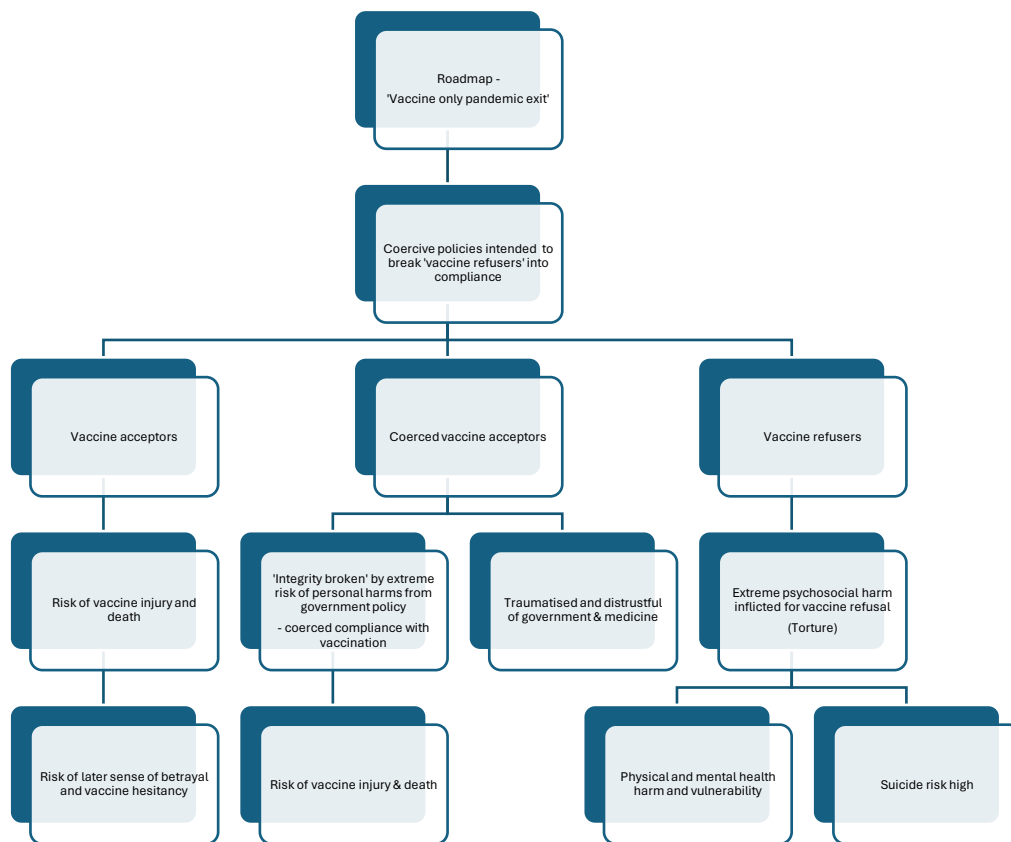 Roadmap -
'Vaccine only pandemic exit'
Coercive policies intended to
break 'vaccine refusers' into
compliance
Vaccine acceptors
Coerced vaccine acceptors
Vaccine refusers
Risk of vaccine injury and
death
'Integrity broken' by extreme
risk of personal harms from
government policy
- coerced compliance with
vaccination
Traumatised and distrustful
of government & medicine
Extreme psychosocial harm
inflicted for vaccine refusal
(Torture)
Risk of later sense of betrayal
and vaccine hesitancy
Risk of vaccine injury & death
Physical and mental health
harm and vulnerability
Suicide risk high